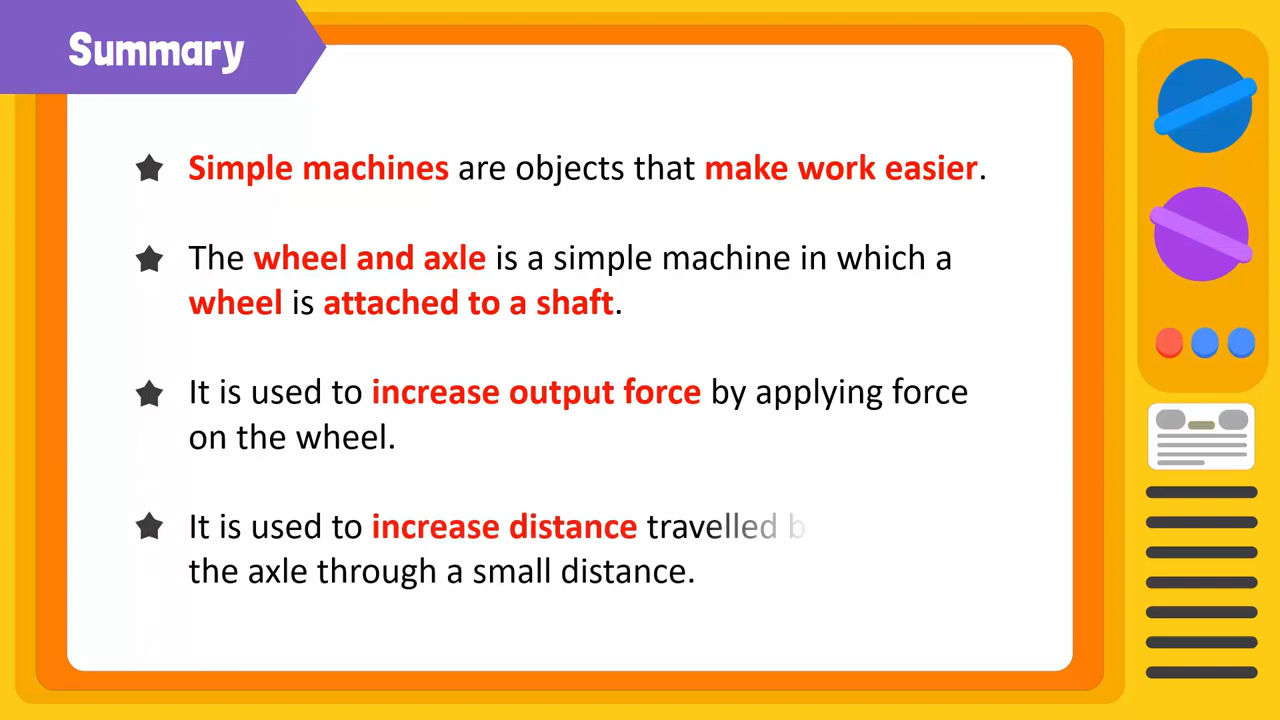 Summary
Simple machines are objects that make work easier.
The wheel and axle is a simple machine in which a
wheel is attached to a shaft.
It is used to increase output force by applying force
on the wheel.
It is used to increase distance travelled
the axle through a small distance.